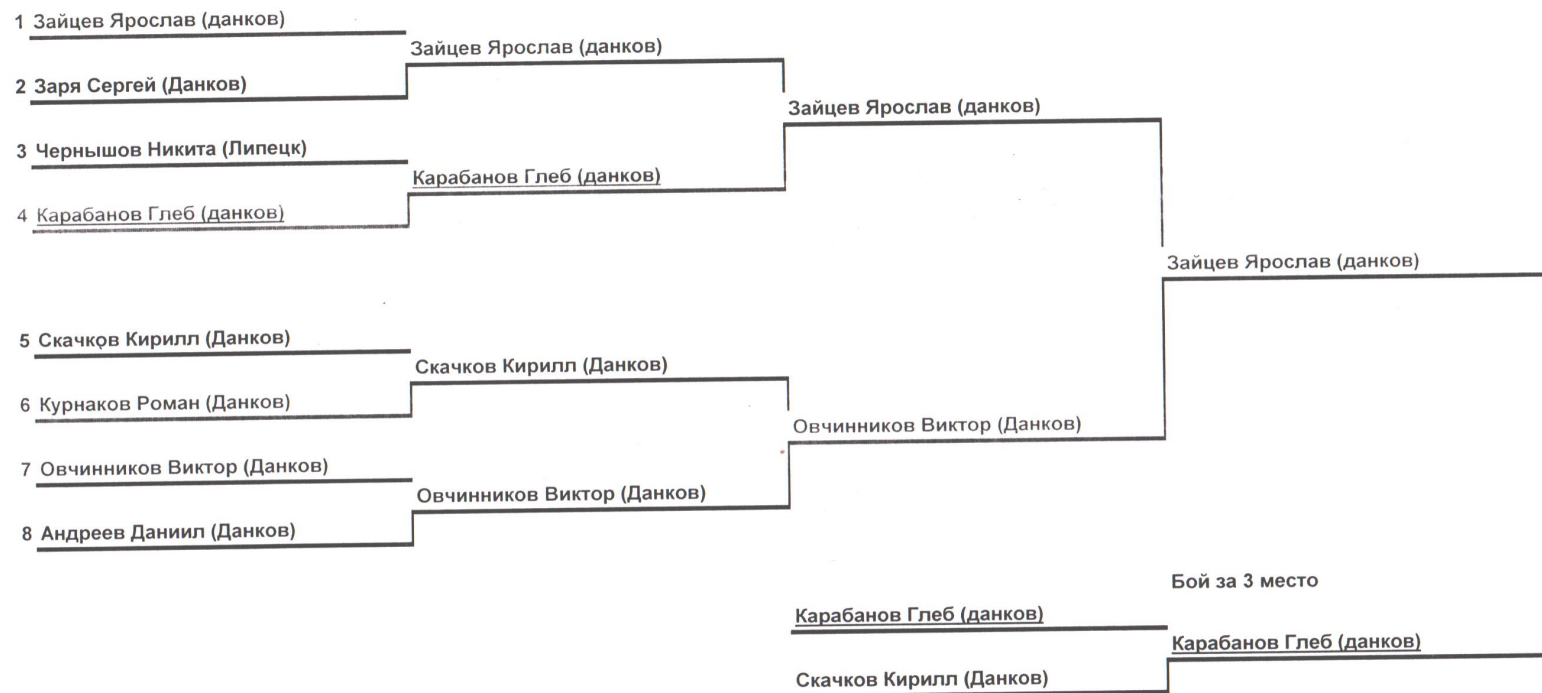 1 Зайцев Ярослав (данков)
Зайцев Ярослав (данков)
2 Заря Сергей (Данков)
Зайцев Ярослав (данков)
3 Чернышов Никита (Липецк)
Карабанов Глеб (данков)
4 Карабанов Глеб (данков)
Зайцев Ярослав (данков)
5 Скачков Кирилл (Данков)
Скачков Кирилл (Данков)
6 Курнаков Роман (Данков)
Овчинников Виктор (Данков)
7 Овчинников Виктор (Данков)
Овчинников Виктор (Данков)
8 Андреев Даниил (Данков)
Бой за 3 место
Карабанов Глеб (данков)
Карабанов Глеб (данков)
Скачков Кирилл (Данков)